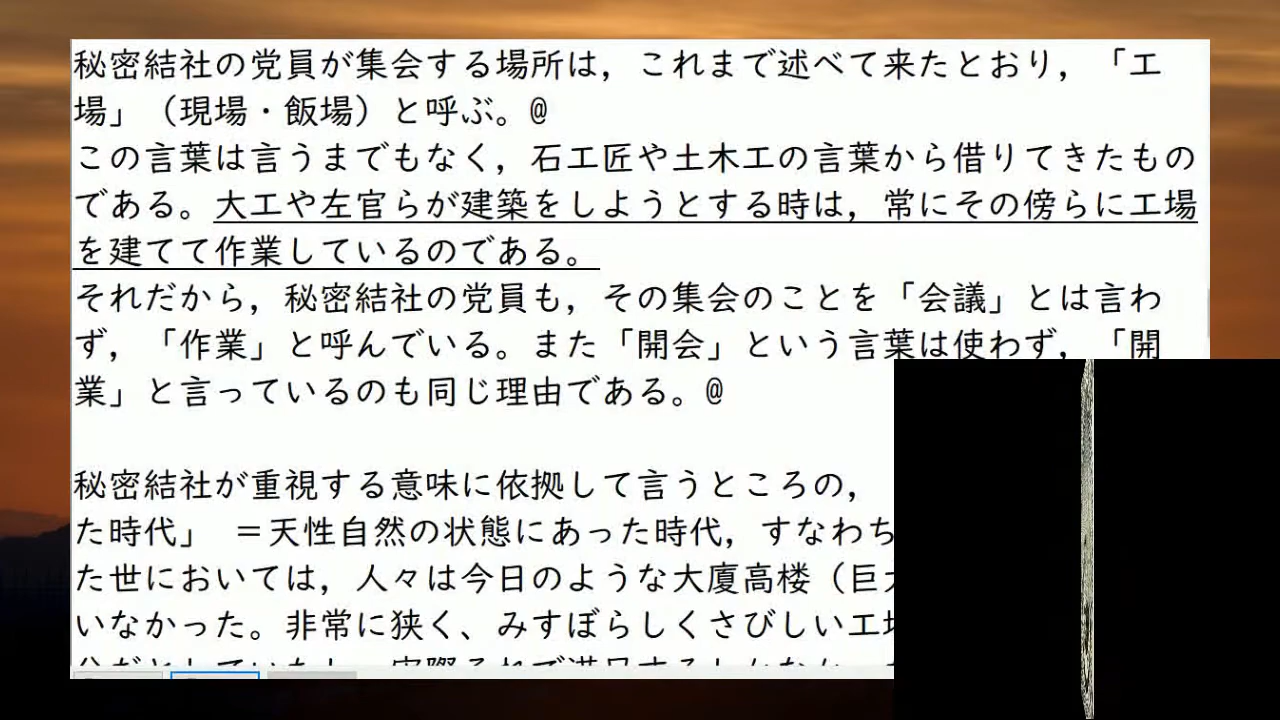 秘密結社の党員が集会する場所は，これまで述べて来たとおり，「工
場」（現場・飯場）と呼ぶ。@
この言葉は言うまでもなく，石工匠や土木工の言葉から借りてきたもの
である。大工や左官らが建築をしようとする時は，常にその傍らに工場
を建てて作業しているのである。
それだから，秘密結社の党員も，その集会のことを「会議」とは言わ
ず，「作業」と呼んでいる。また「開会」という言葉は使わず，「開
業」と言っているのも同じ理由である。@
秘密結社が重視する意味に依拠して言うところの，
た時代」 ＝天性自然の状態にあった時代，すなわち
た世においては，人々は今日のような大廈高楼（巨
いなかった。非常に狭く、みすぼらしくさびしい工